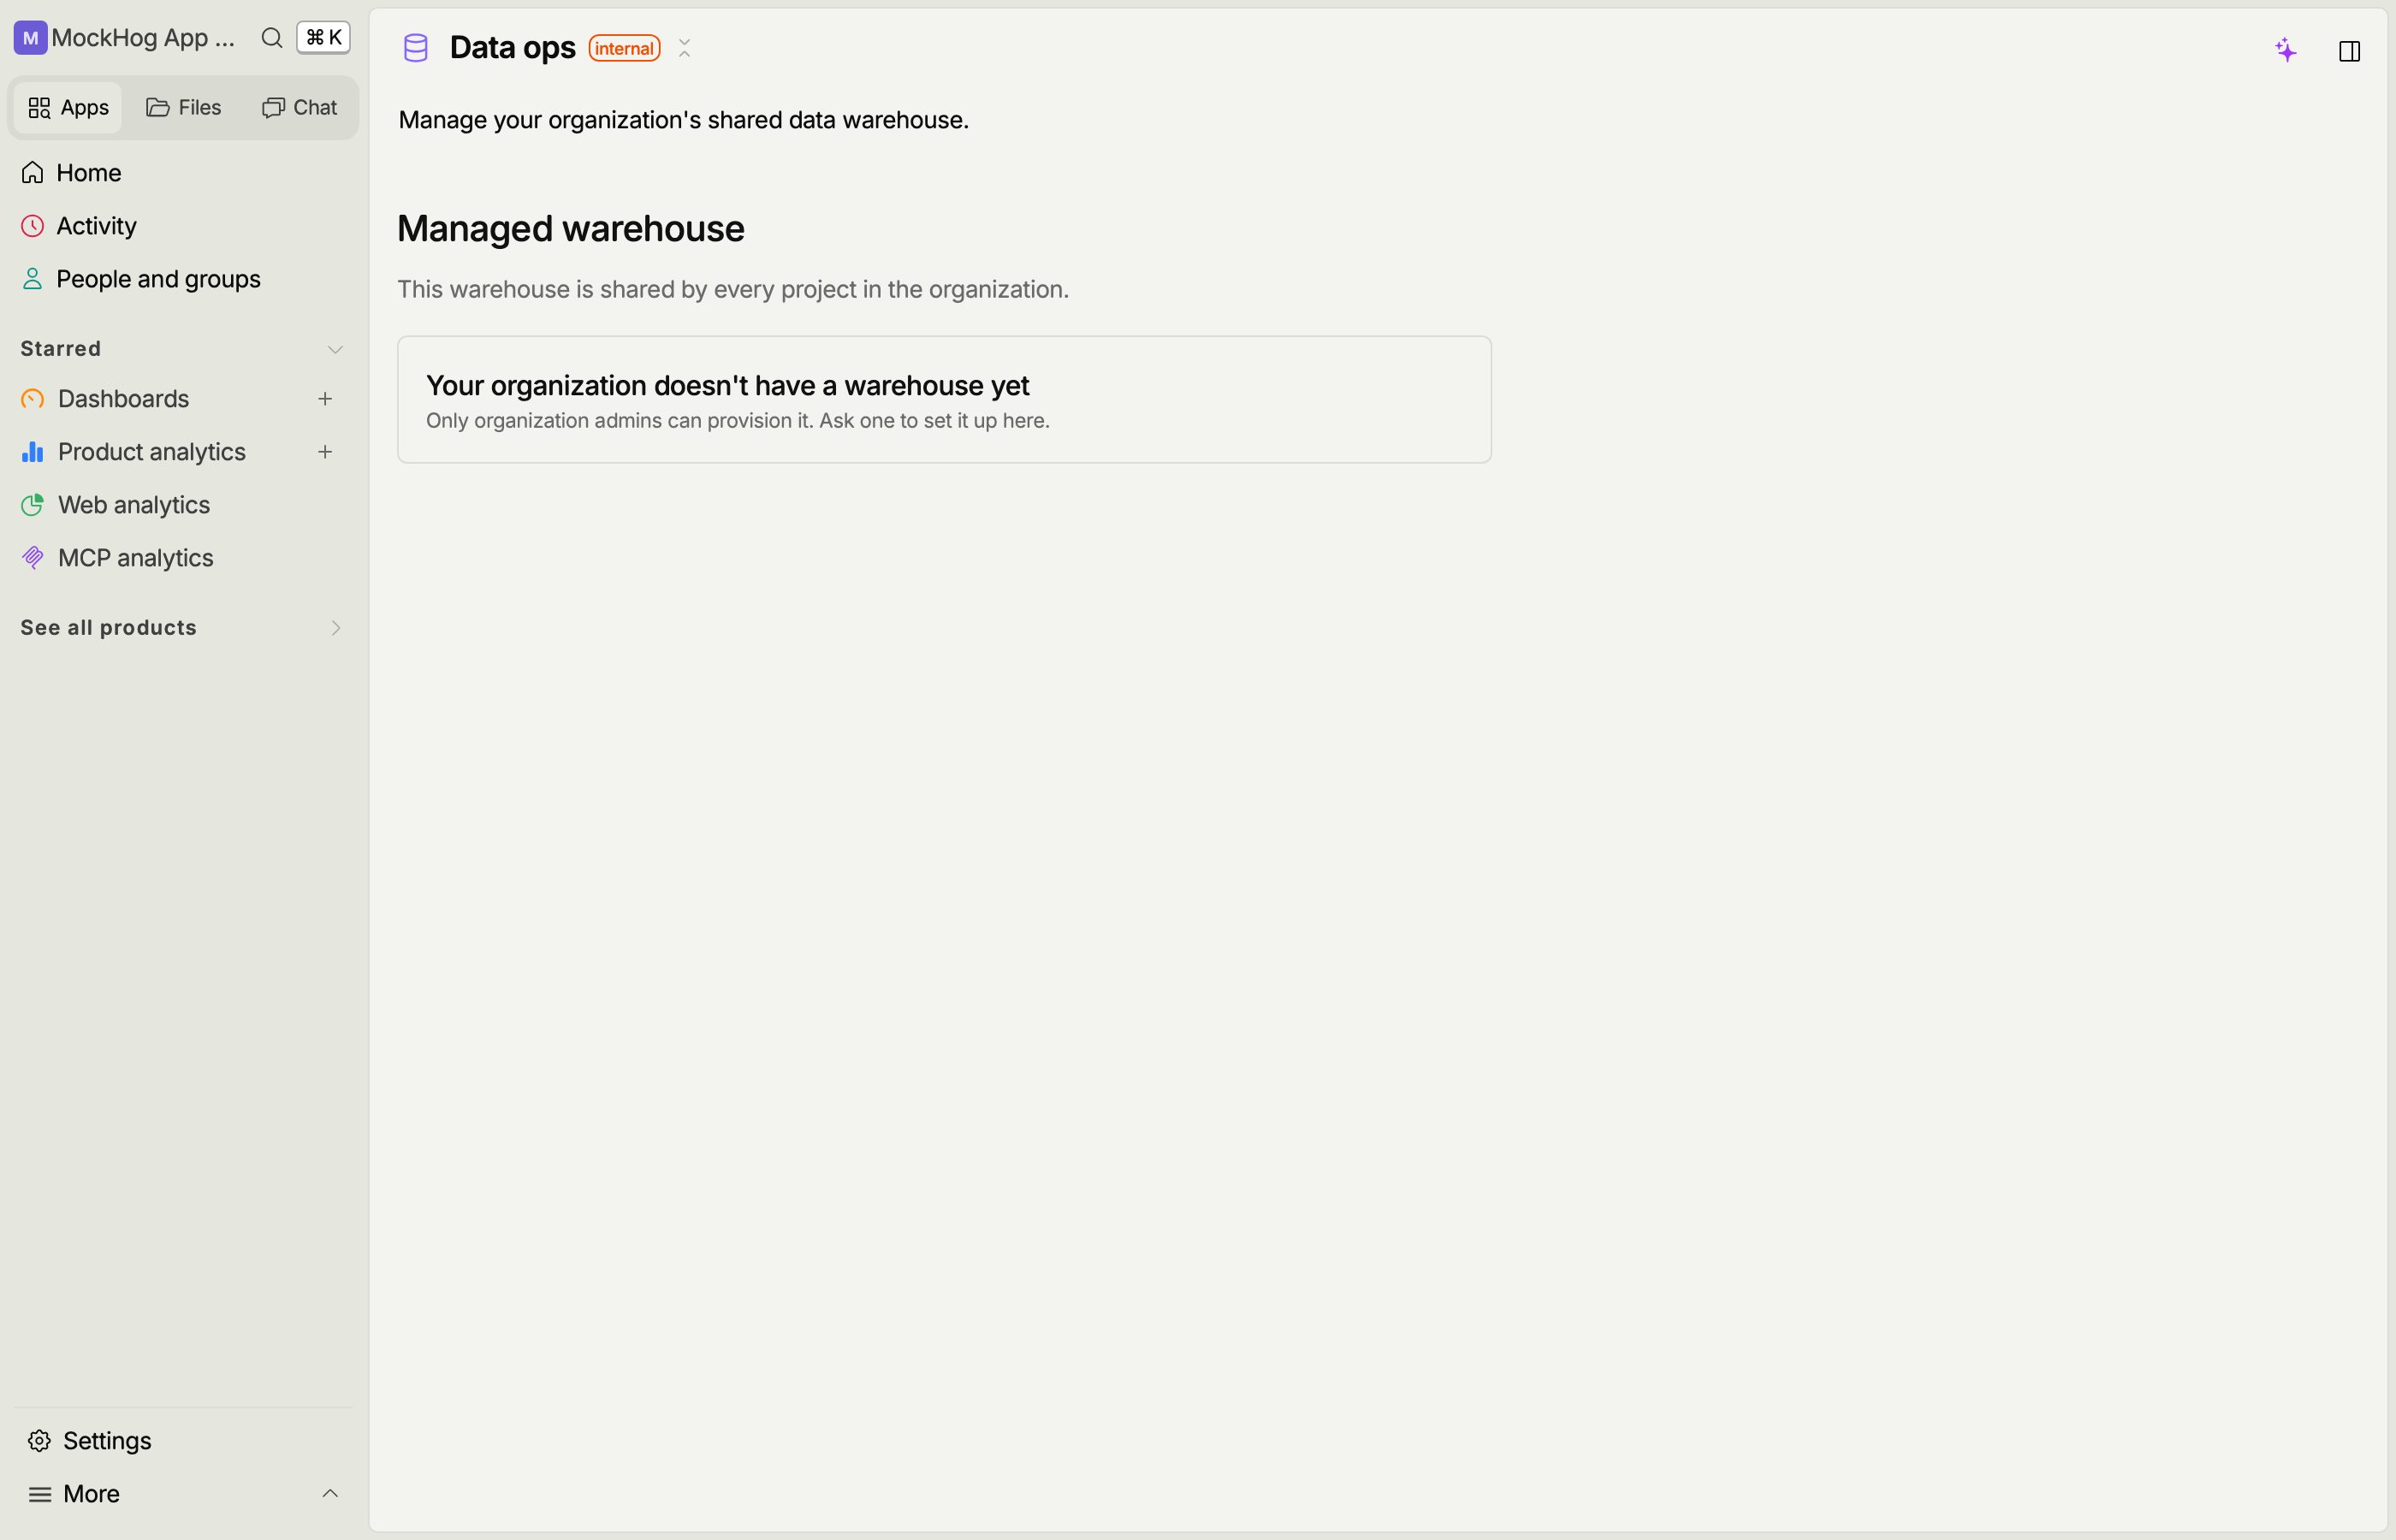 M MockHog App ... ⌘ K
Apps Files Chat
Home
Activity
People and groups
Starred
Dashboards
Product analytics
Web analytics
MCP analytics
See all products
Settings
More
Data ops internal
Manage your organization's shared data warehouse.
Managed warehouse
This warehouse is shared by every project in the organization.
Your organization doesn't have a warehouse yet
Only organization admins can provision it. Ask one to set it up here.